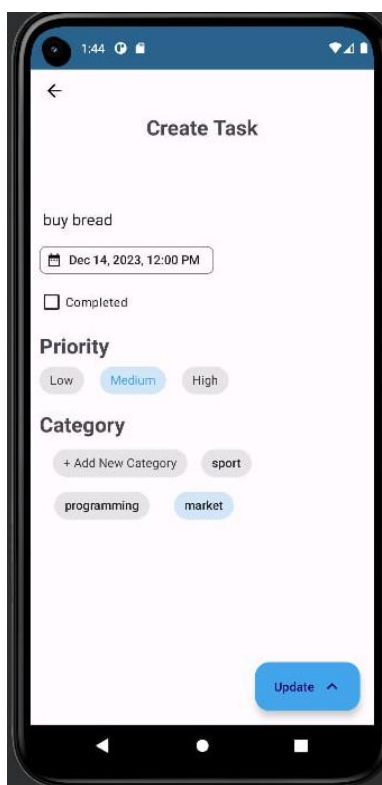 1:44
Create Task
buy bread
Dec 14, 2023, 12:00 PM
Completed
Priority
Low Medium High
Category
+ Add New Category sport
programming market
Update